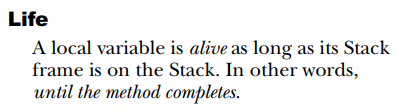 Life
A local variable is alive as long as its Stack
frame is on the Stack. In other words,
until the method completes.